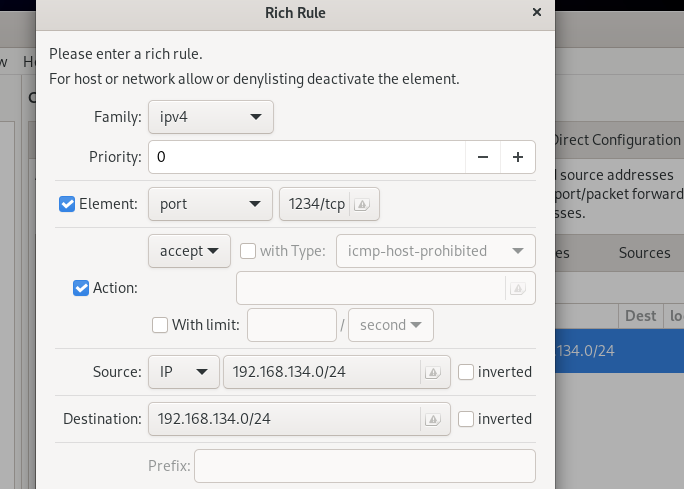 Rich Rule
×
w
He
Please enter a rich rule.
For host or network allow or denylisting deactivate the element.
Family: ipv4
Direct Configuration
Priority: 0 − +
source addresses
port/packet forward
sses.
Element: port 1234/tcp
accept with Type: icmp-host-prohibited
es Sources
Action:
Dest lo
With limit: / second
.134.0/24
Source: IP 192.168.134.0/24 inverted
Destination: 192.168.134.0/24 inverted
Prefix: